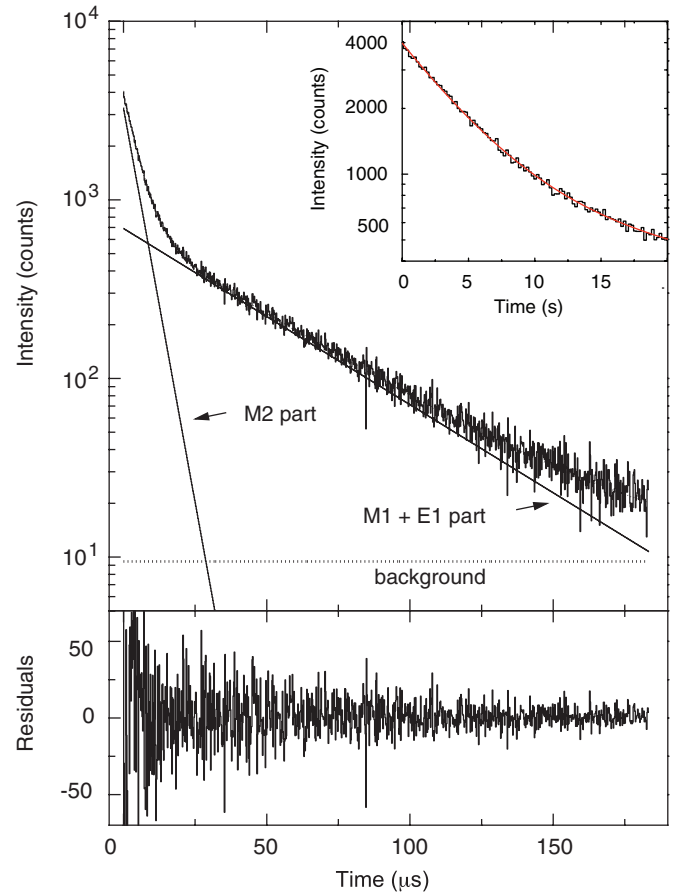 10^4
10^3
10^2
10^1
Intensity (counts)
4000
2000
1000
500
Intensity (counts)
0 5 10 15
Time (s)
M2 part
M1 + E1 part
background
50
0
-50
Residuals
0 50 100 150
Time (μs)